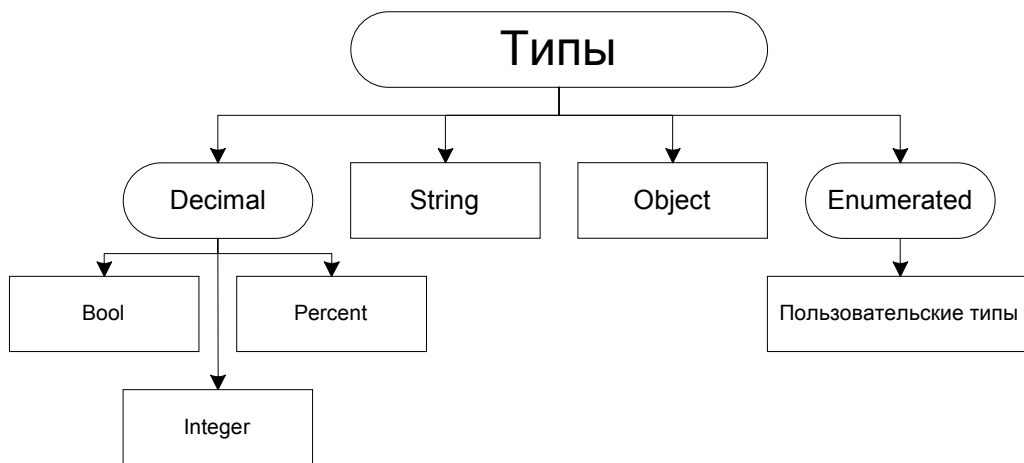 Типы
Decimal
String
Object
Enumerated
Bool
Percent
Пользовательские типы
Integer